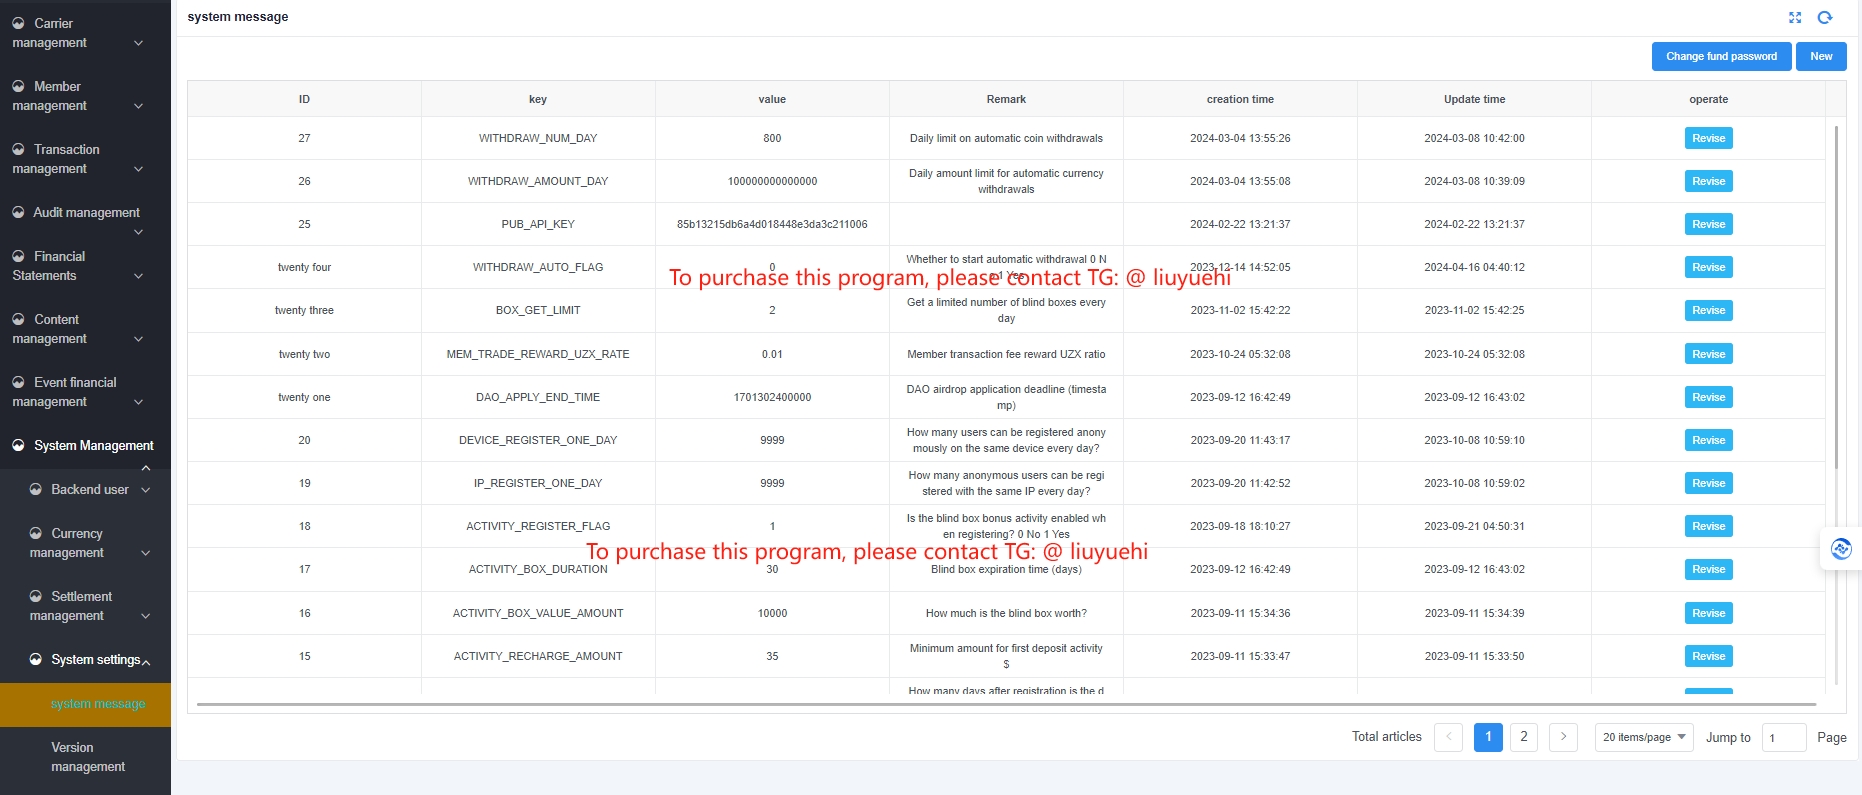 Carrier
management
Member
management
Transaction
management
Audit management
Financial
Statements
Content
management
Event financial
management
System Management
Backend user
Currency
management
Settlement
management
System settings
system message
Version
management
system message
Change fund password
New
ID key value Remark creation time Update time operate
27 WITHDRAW_NUM_DAY 800 Daily limit on automatic coin withdrawals 2024-03-04 13:55:26 2024-03-08 10:42:00 Revise
26 WITHDRAW_AMOUNT_DAY 100000000000000 Daily amount limit for automatic currency
withdrawals 2024-03-04 13:55:08 2024-03-08 10:39:09 Revise
25 PUB_API_KEY 85b13215db6a4d018448e3da3c211006 2024-02-22 13:21:37 2024-02-22 13:21:37 Revise
twenty four WITHDRAW_AUTO_FLAG 0 Whether to start automatic withdrawal 0 N
o 1 Yes 2023-12-14 14:52:05 2024-04-16 04:40:12 Revise
To purchase this program, please contact TG: @ liuyuehi
twenty three BOX_GET_LIMIT 2 Get a limited number of blind boxes every
day 2023-11-02 15:42:22 2023-11-02 15:42:25 Revise
twenty two MEM_TRADE_REWARD_UZX_RATE 0.01 Member transaction fee reward UZX ratio 2023-10-24 05:32:08 2023-10-24 05:32:08 Revise
twenty one DAO_APPLY_END_TIME 1701302400000 DAO airdrop application deadline (timesta
mp) 2023-09-12 16:42:49 2023-09-12 16:43:02 Revise
20 DEVICE_REGISTER_ONE_DAY 9999 How many users can be registered anony
mously on the same device every day? 2023-09-20 11:43:17 2023-10-08 10:59:10 Revise
19 IP_REGISTER_ONE_DAY 9999 How many anonymous users can be regi
stered with the same IP every day? 2023-09-20 11:42:52 2023-10-08 10:59:02 Revise
18 ACTIVITY_REGISTER_FLAG 1 Is the blind box bonus activity enabled wh
en registering? 0 No 1 Yes 2023-09-18 18:10:27 2023-09-21 04:50:31 Revise
To purchase this program, please contact TG: @ liuyuehi
17 ACTIVITY_BOX_DURATION 30 Blind box expiration time (days) 2023-09-12 16:42:49 2023-09-12 16:43:02 Revise
16 ACTIVITY_BOX_VALUE_AMOUNT 10000 How much is the blind box worth? 2023-09-11 15:34:36 2023-09-11 15:34:39 Revise
15 ACTIVITY_RECHARGE_AMOUNT 35 Minimum amount for first deposit activity
$ 2023-09-11 15:33:47 2023-09-11 15:33:50 Revise
How many days after registration is the d
Total articles 1 2 20 items/page Jump to 1 Page